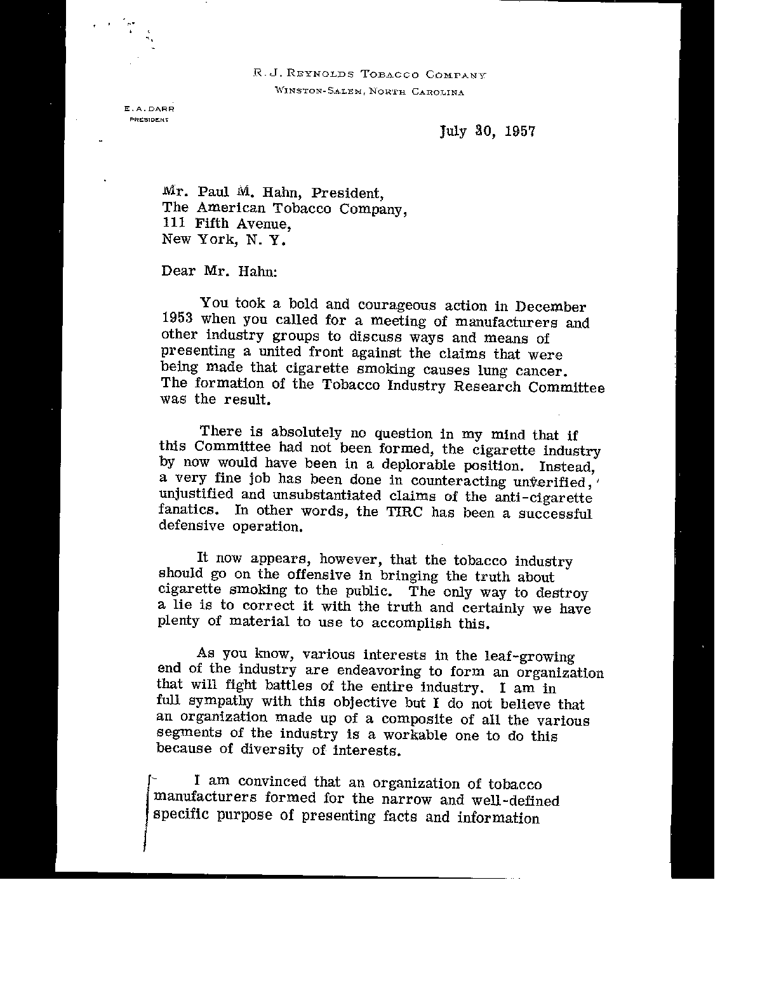 R. J. REYNOLDS TOBACCO COMPANY
WINSTON-SALEM, NORTH CAROLINA
E. A. DARR
PRESIDENT
July 30, 1957
Mr. Paul M. Hahn, President,
The American Tobacco Company,
111 Fifth Avenue,
New York, N. Y.
Dear Mr. Hahn:
You took a bold and courageous action in December
1953 when you called for a meeting of manufacturers and
other industry groups to discuss ways and means of
presenting a united front against the claims that were
being made that cigarette smoking causes lung cancer.
The formation of the Tobacco Industry Research Committee
was the result.
There is absolutely no question in my mind that if
this Committee had not been formed, the cigarette industry
by now would have been in a deplorable position. Instead,
a very fine job has been done in counteracting unverified,
unjustified and unsubstantiated claims of the anti-cigarette
fanatics. In other words, the TIRC has been a successful
defensive operation.
It now appears, however, that the tobacco industry
should go on the offensive in bringing the truth about
cigarette smoking to the public. The only way to destroy
a lie is to correct it with the truth and certainly we have
plenty of material to use to accomplish this.
As you know, various interests in the leaf-growing
end of the industry are endeavoring to form an organization
that will fight battles of the entire industry. I am in
full sympathy with this objective but I do not believe that
an organization made up of a composite of all the various
segments of the industry is a workable one to do this
because of diversity of interests.
I am convinced that an organization of tobacco
manufacturers formed for the narrow and well-defined
specific purpose of presenting facts and information